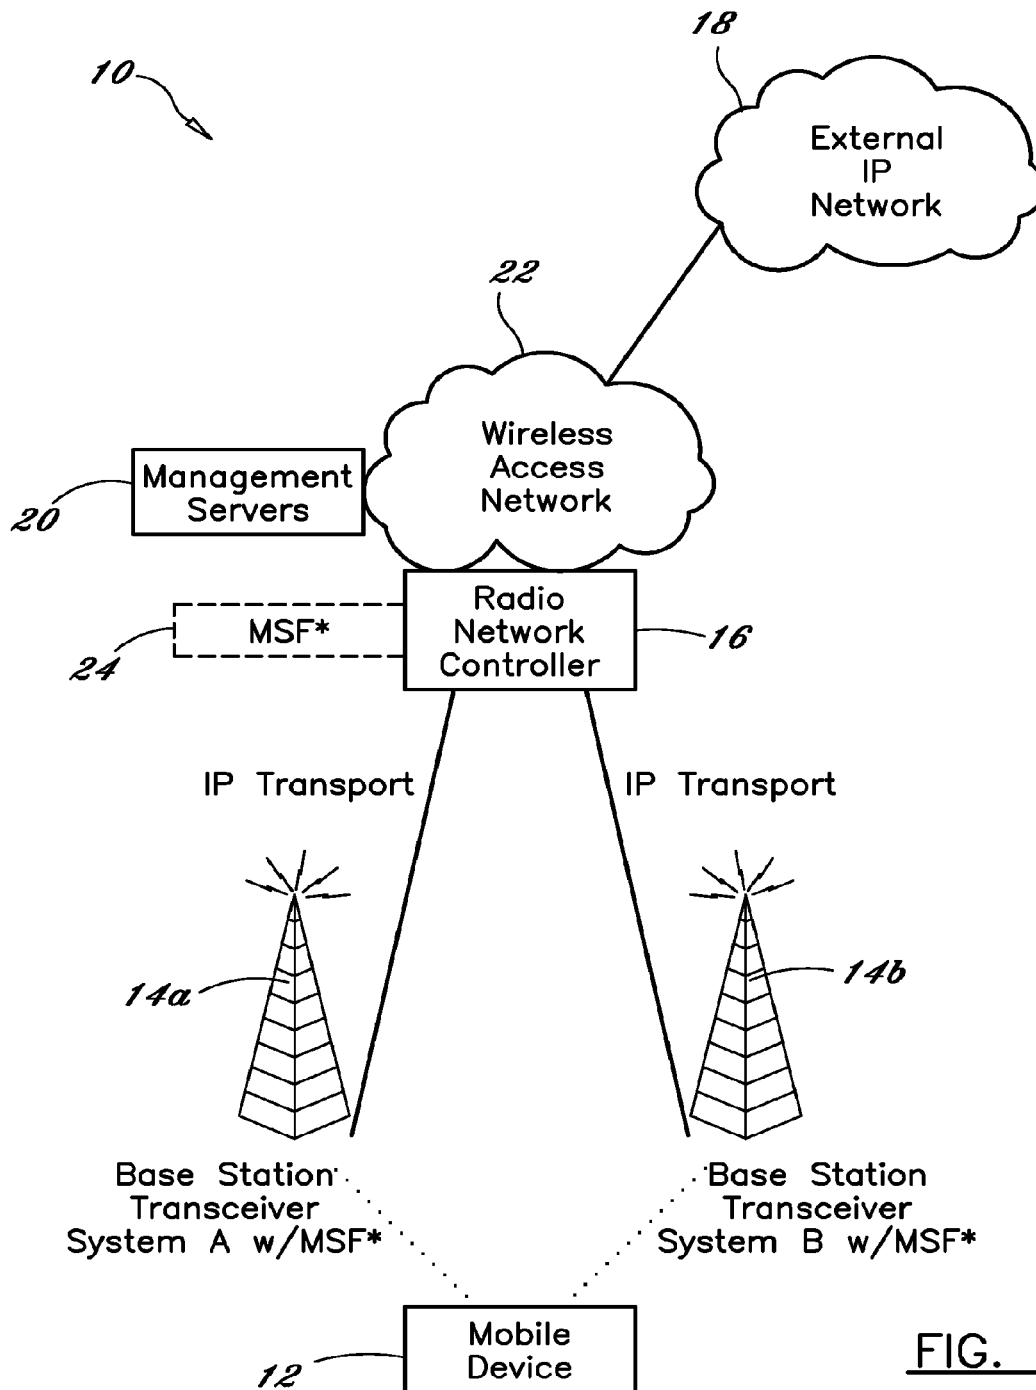 18
10
External
IP
Network
22
Wireless
Access
Network
Management
Servers
20
Radio
Network
Controller
MSF*
16
24
IP Transport
IP Transport
14a
14b
Base Station
Transceiver
System A w/MSF*
Base Station
Transceiver
System B w/MSF*
Mobile
Device
12
FIG.